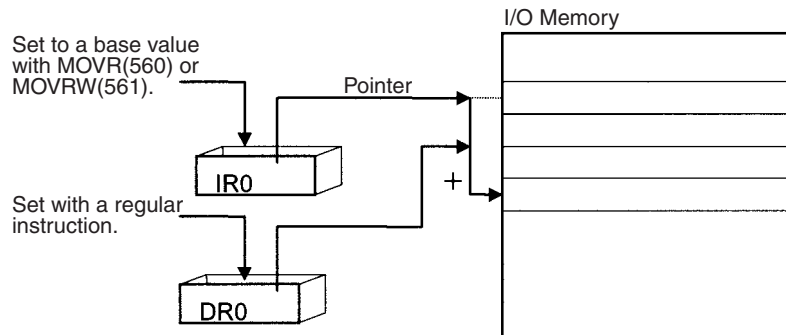 I/O Memory
Set to a base value
with MOVR(560) or
MOVRW(561).
Pointer
IR0
+
Set with a regular
instruction.
DR0